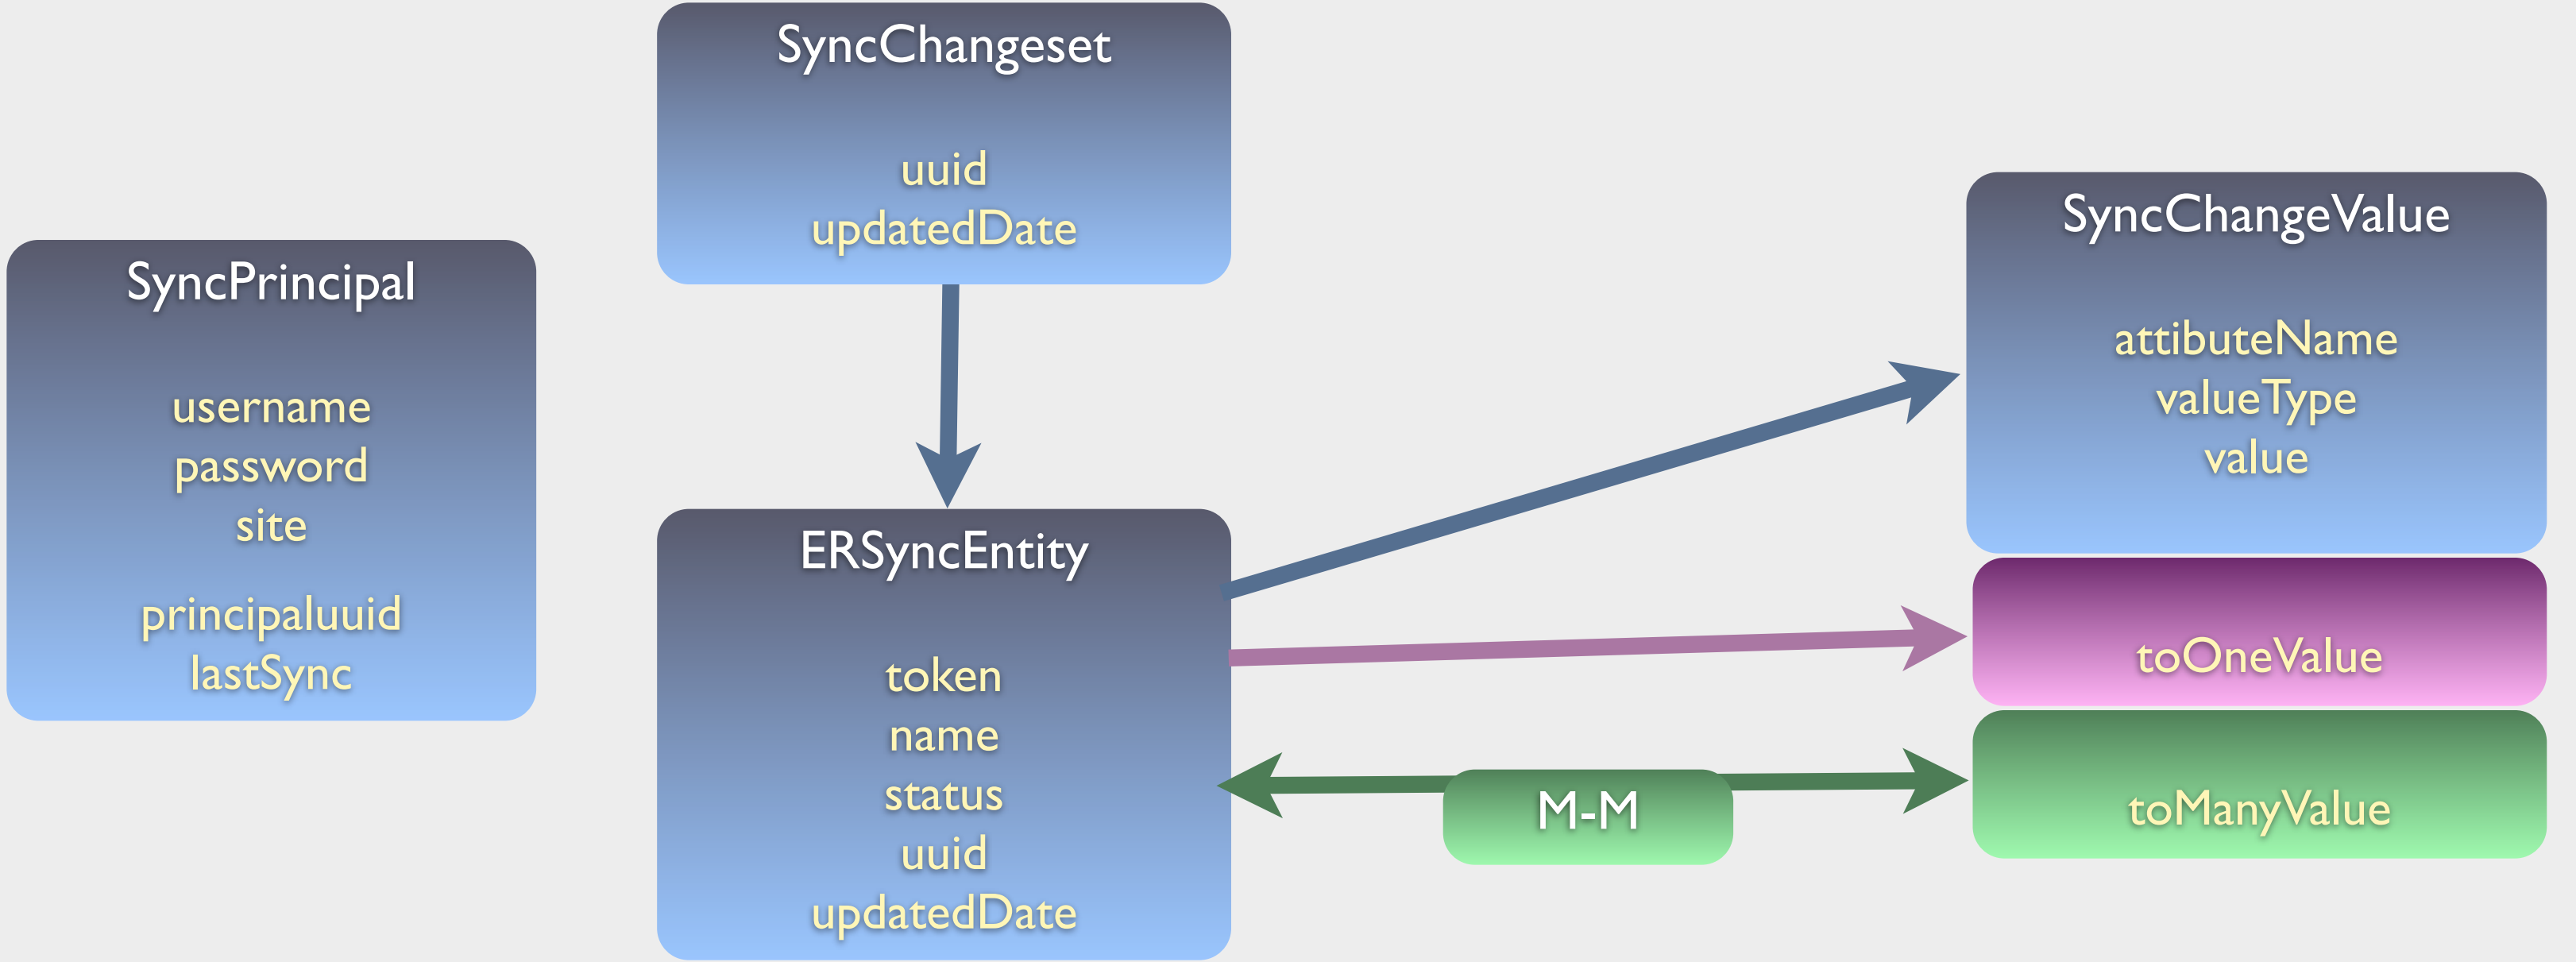 SyncChangeset
uuid
updatedDate
SyncPrincipal
username
password
site
principaluuid
lastSync
ERSyncEntity
token
name
status
uuid
updatedDate
SyncChangeValue
attibuteName
valueType
value
toOneValue
M-M
toManyValue